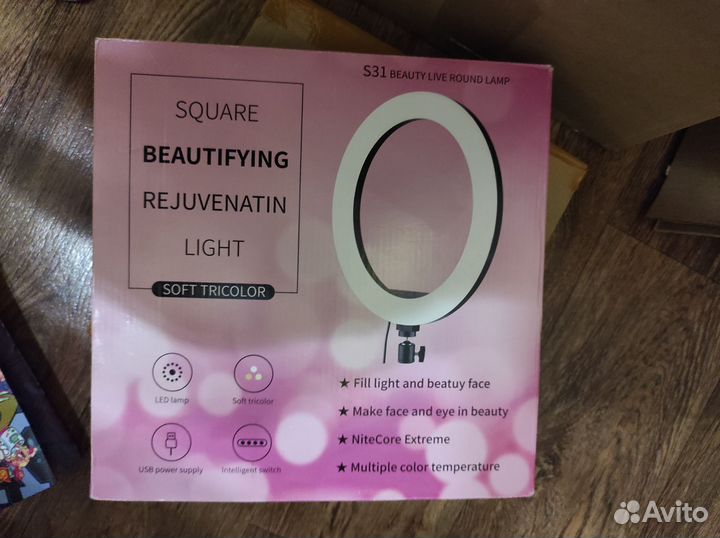 S31 BEAUTY LIVE ROUND LAMP
SQUARE
BEAUTIFYING
REJUVENATIN
LIGHT
SOFT TRICOLOR
LED lamp
Soft tricolor
USB power supply
Intelligent switch
★ Fill light and beatuy face
★ Make face and eye in beauty
★ NiteCore Extreme
★ Multiple color temperature
Avito